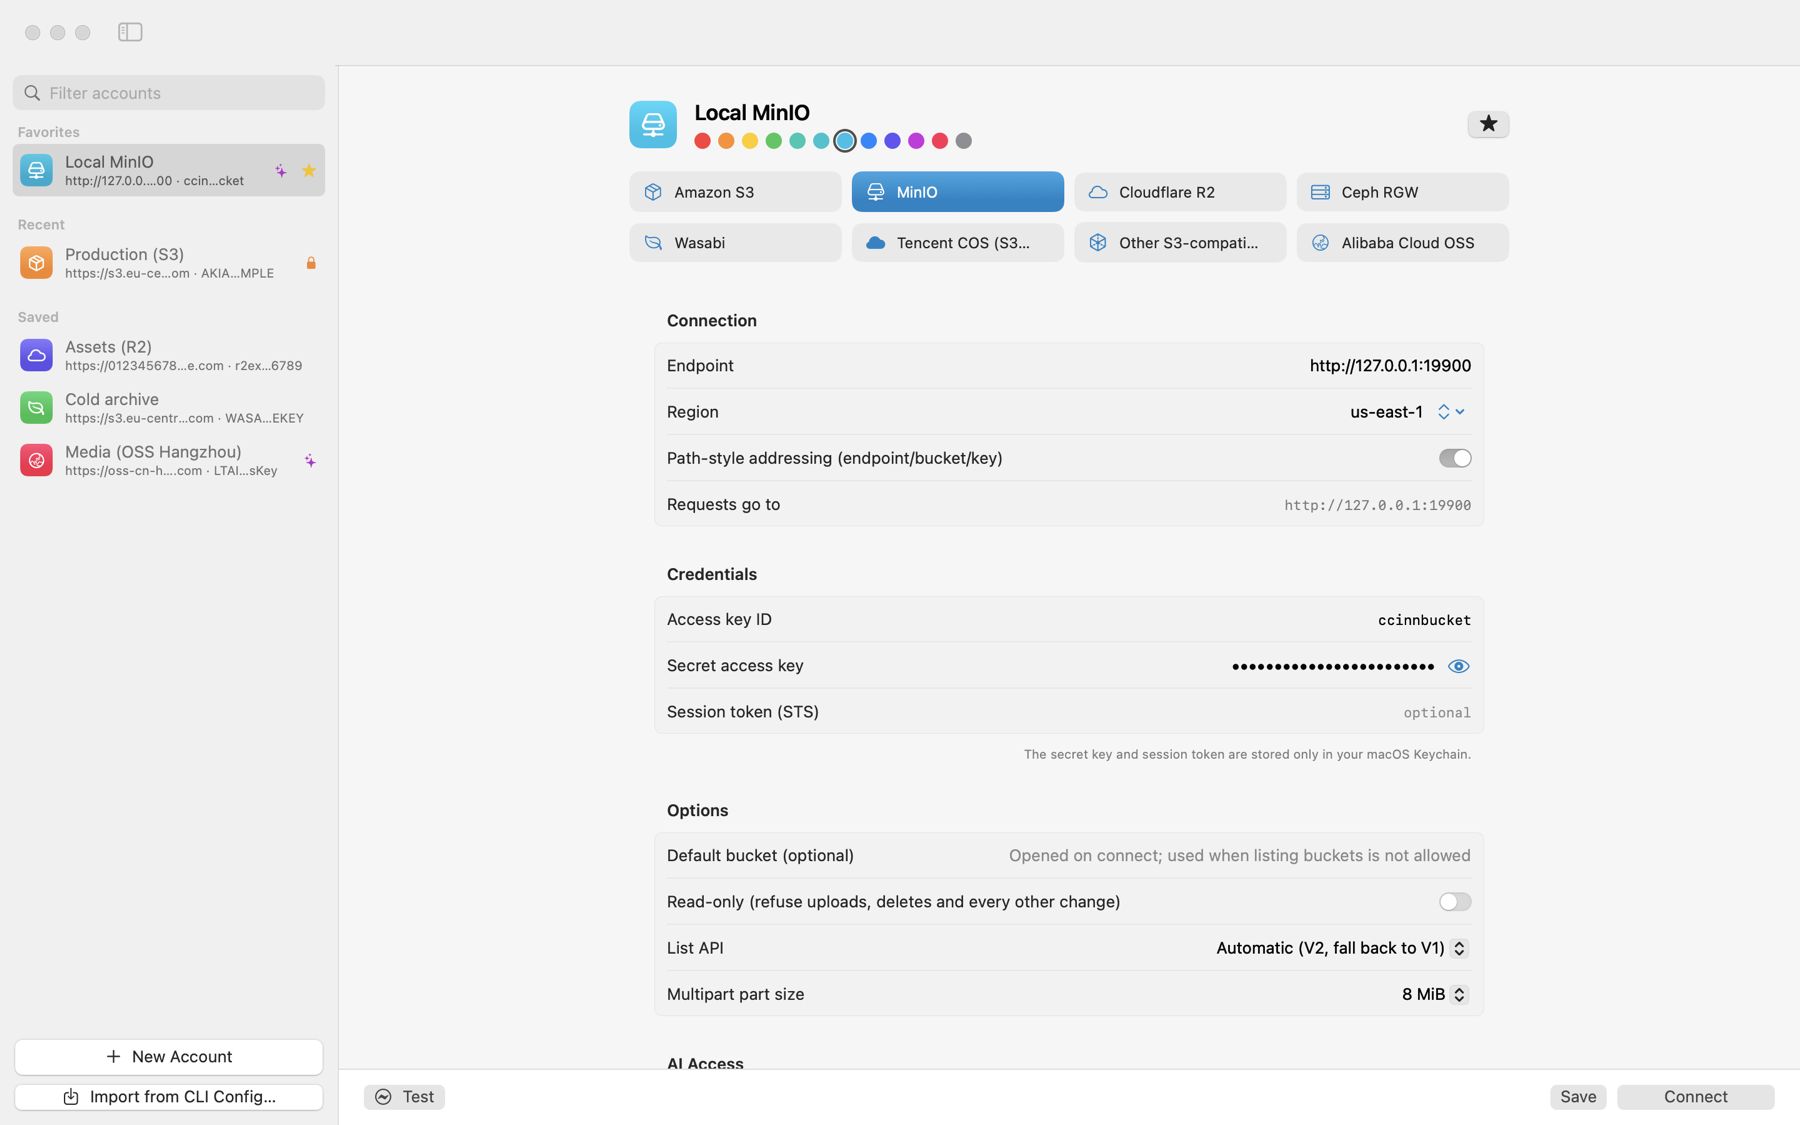 Filter accounts
Favorites
Local MinIO
http://127.0.0....00 · ccin...cket
Recent
Production (S3)
https://s3.eu-ce...om · AKIA...MPLE
Saved
Assets (R2)
https://012345678...e.com · r2ex...6789
Cold archive
https://s3.eu-centr...com · WASA...EKEY
Media (OSS Hangzhou)
https://oss-cn-h....com · LTAI...sKey
New Account
Import from CLI Config...
Local MinIO
Amazon S3
MinIO
Cloudflare R2
Ceph RGW
Wasabi
Tencent COS (S3...
Other S3-compati...
Alibaba Cloud OSS
Connection
Endpoint http://127.0.0.1:19900
Region us-east-1
Path-style addressing (endpoint/bucket/key)
Requests go to http://127.0.0.1:19900
Credentials
Access key ID ccinnbucket
Secret access key ••••••••••••••••••••••••
Session token (STS) optional
The secret key and session token are stored only in your macOS Keychain.
Options
Default bucket (optional) Opened on connect; used when listing buckets is not allowed
Read-only (refuse uploads, deletes and every other change)
List API Automatic (V2, fall back to V1)
Multipart part size 8 MiB
AI Access
Test
Save
Connect